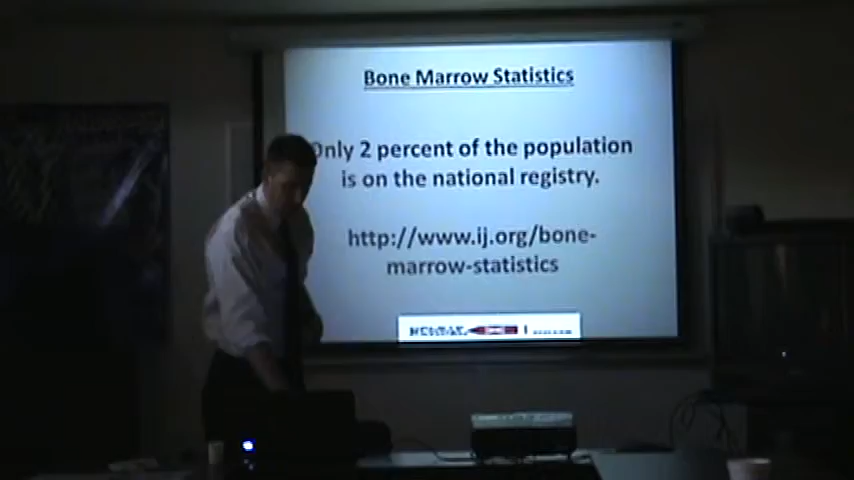 Bone Marrow Statistics
Only 2 percent of the population
is on the national registry.
http://www.ij.org/bone-
marrow-statistics